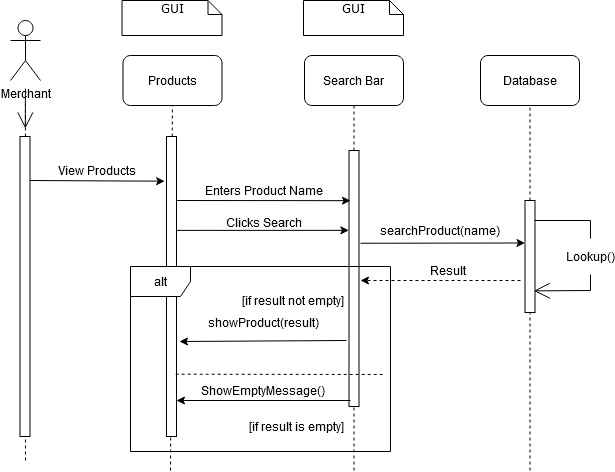 GUI
GUI
Products
Search Bar
Database
Merchant
View Products
Enters Product Name
Clicks Search
searchProduct(name)
Lookup()
Result
alt
[if result not empty]
showProduct(result)
ShowEmptyMessage()
[if result is empty]